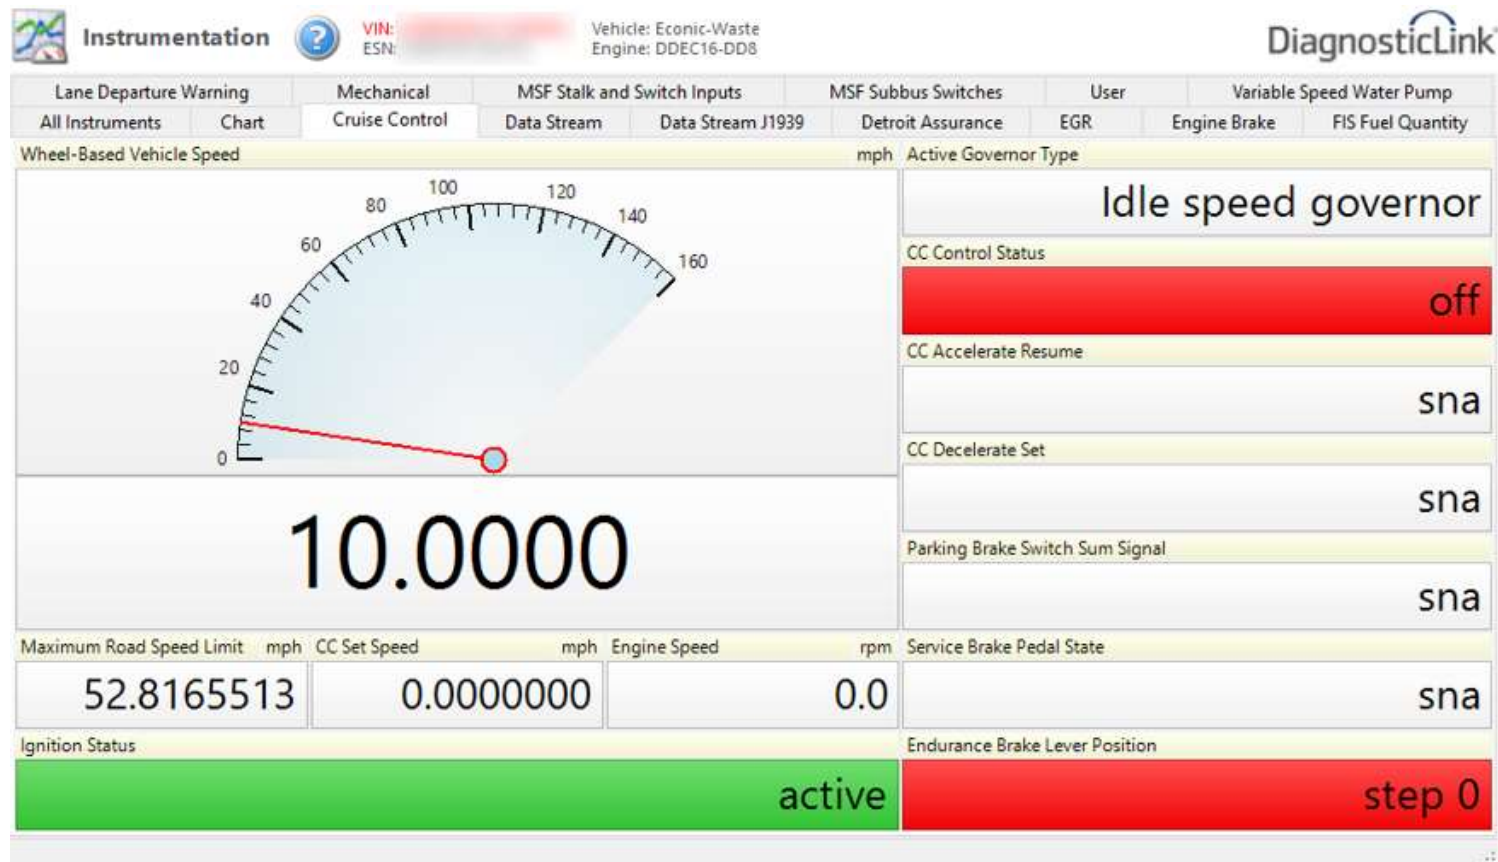 Instrumentation
?
VIN:
ESN:
Vehicle: Econic-Waste
Engine: DDEC16-DD8
DiagnosticLink
Lane Departure Warning Mechanical MSF Stalk and Switch Inputs MSF Subbus Switches User Variable Speed Water Pump
All Instruments Chart Cruise Control Data Stream Data Stream J1939 Detroit Assurance EGR Engine Brake FIS Fuel Quantity
Wheel-Based Vehicle Speed mph
0
20
40
60
80
100
120
140
160
10.0000
Maximum Road Speed Limit mph
52.8165513
CC Set Speed mph
0.0000000
Engine Speed rpm
0.0
Ignition Status
active
Active Governor Type
Idle speed governor
CC Control Status
off
CC Accelerate Resume
sna
CC Decelerate Set
sna
Parking Brake Switch Sum Signal
sna
Service Brake Pedal State
sna
Endurance Brake Lever Position
step 0